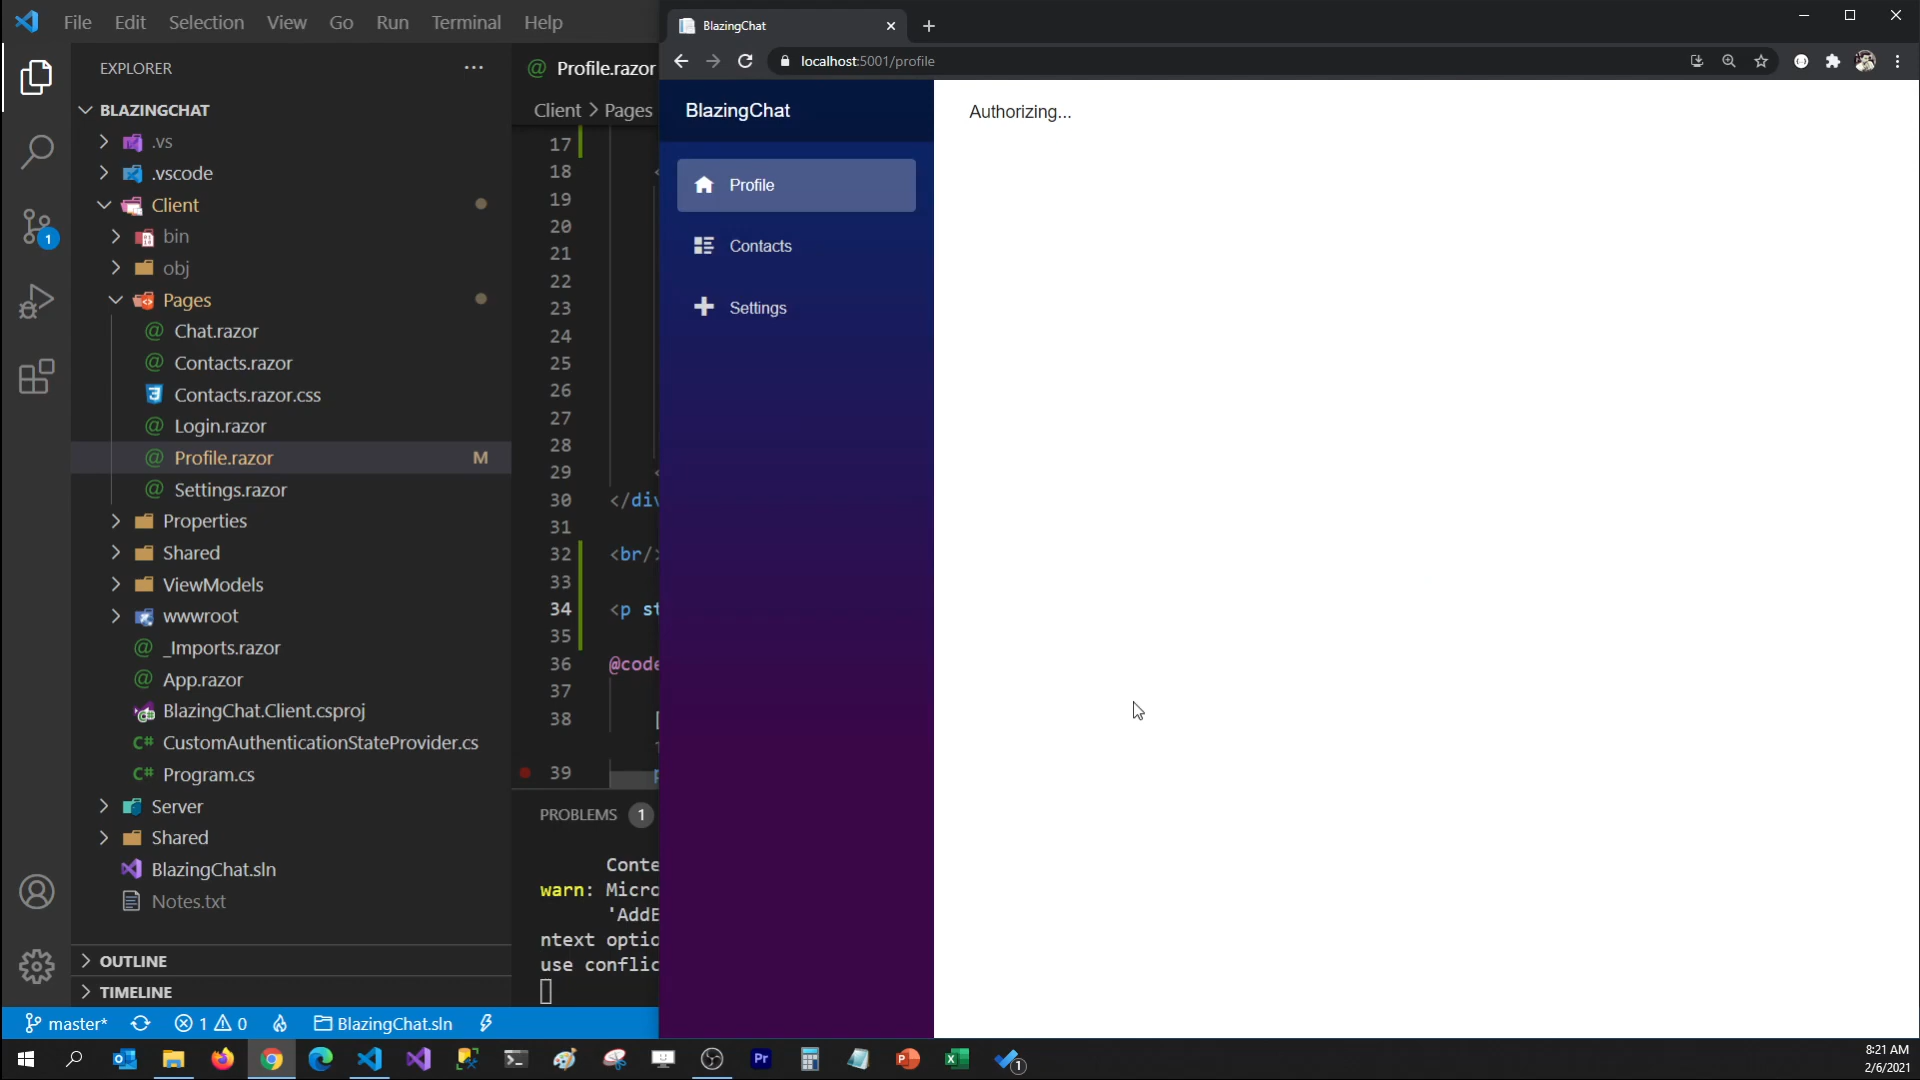 File Edit Selection View Go Run Terminal Help
EXPLORER
BLAZINGCHAT
.vs
.vscode
Client
bin
obj
Pages
Chat.razor
Contacts.razor
Contacts.razor.css
Login.razor
Profile.razor M
Settings.razor
Properties
Shared
ViewModels
wwwroot
_Imports.razor
App.razor
BlazingChat.Client.csproj
CustomAuthenticationStateProvider.cs
Program.cs
Server
Shared
BlazingChat.sln
Notes.txt
OUTLINE
TIMELINE
1
master* 1 0 BlazingChat.sln
Profile.razor
Client > Pages
17
18 <
19
20
21
22
23
24
25
26
27
28
29 <
30 </div
31
32 <br/>
33
34 <p st
35
36 @code
37
38 [
39 p
PROBLEMS 1
Conte
warn: Micro
'AddE
ntext optio
use conflic
BlazingChat
localhost:5001/profile
BlazingChat
Profile
Contacts
Settings
Authorizing...
Pr
1
8:21 AM
2/6/2021